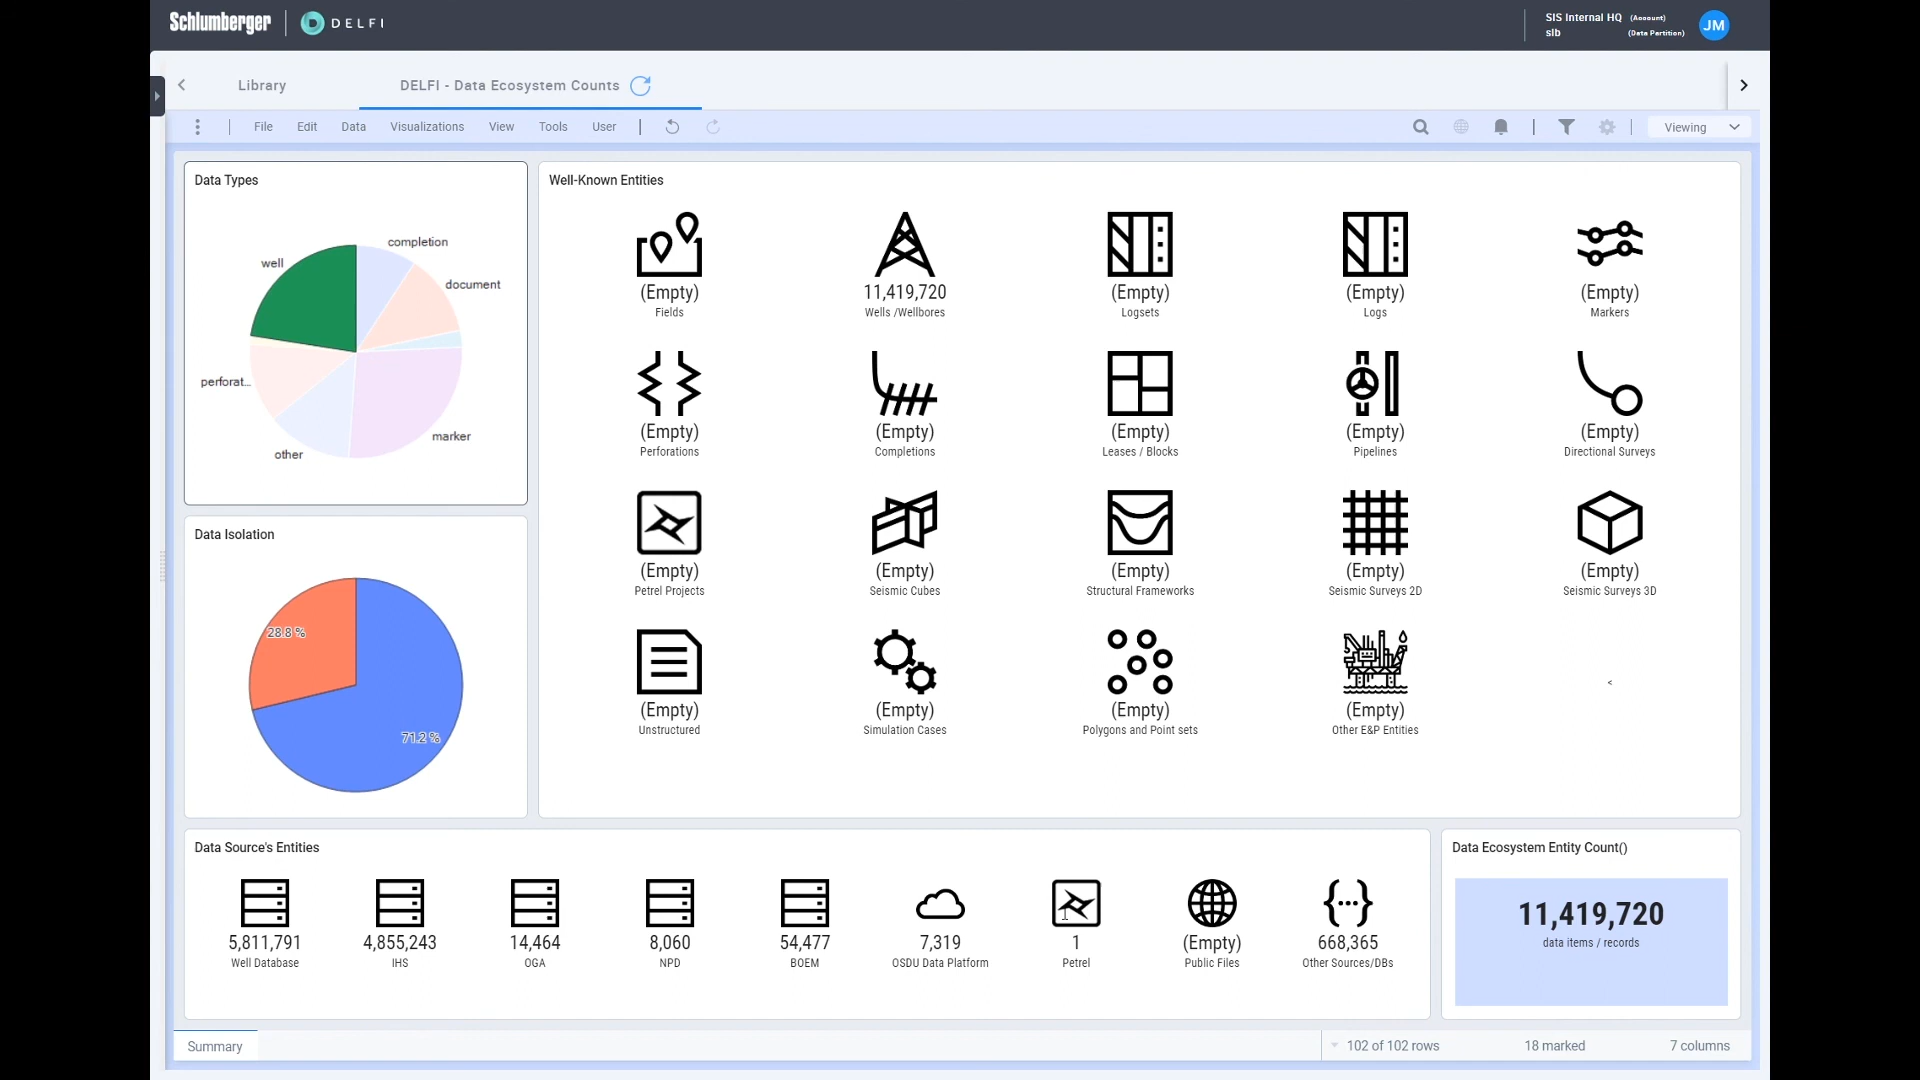 Schlumberger
DELFI
SIS Internal HQ (Account)
slb (Data Partition)
JM
Library
DELFI - Data Ecosystem Counts
File Edit Data Visualizations View Tools User
Viewing
Data Types
completion
well
document
perforat...
marker
other
Well-Known Entities
(Empty) 11,419,720 (Empty) (Empty) (Empty)
Fields Wells /Wellbores Logsets Logs Markers
(Empty) (Empty) (Empty) (Empty) (Empty)
Perforations Completions Leases / Blocks Pipelines Directional Surveys
(Empty) (Empty) (Empty) (Empty) (Empty)
Petrel Projects Seismic Cubes Structural Frameworks Seismic Surveys 2D Seismic Surveys 3D
<
(Empty) (Empty) (Empty) (Empty)
Unstructured Simulation Cases Polygons and Point sets Other E&P Entities
Data Isolation
28.8 %
71.2 %
Data Source's Entities
5,811,791 4,855,243 14,464 8,060 54,477 7,319 1 (Empty) 668,365
Well Database IHS OGA NPD BOEM OSDU Data Platform Petrel Public Files Other Sources/DBs
Data Ecosystem Entity Count()
11,419,720
data items / records
Summary
102 of 102 rows 18 marked 7 columns